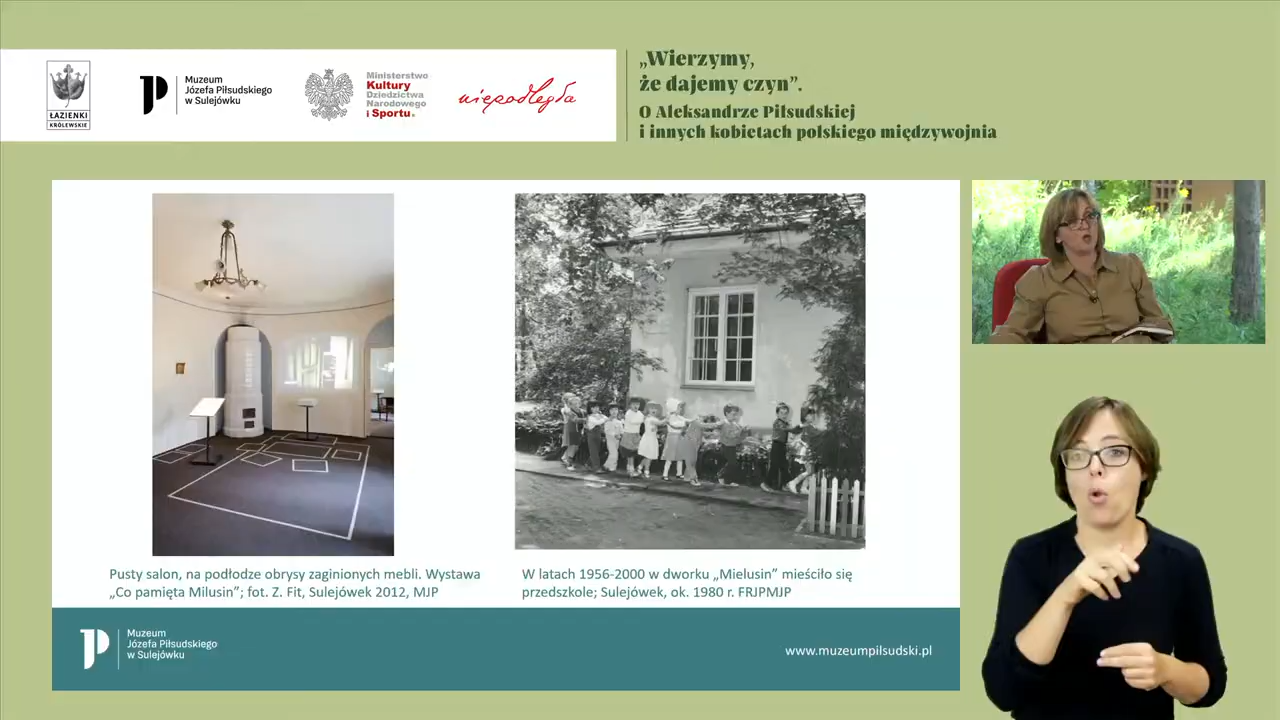 ŁAZIENKI
KRÓLEWSKIE
Muzeum
Józefa Piłsudskiego
w Sulejówku
Ministerstwo
Kultury
Dziedzictwa
Narodowego
i Sportu.
niepodległa
„Wierzymy,
że dajemy czyn”.
O Aleksandrze Piłsudskiej
i innych kobietach polskiego międzywojnia
Pusty salon, na podłodze obrysy zaginionych mebli. Wystawa
„Co pamięta Milusin”; fot. Z. Fit, Sulejówek 2012, MJP
W latach 1956-2000 w dworku „Mielusin” mieściło się
przedszkole; Sulejówek, ok. 1980 r. FRJPMJP
Muzeum
Józefa Piłsudskiego
w Sulejówku
www.muzeumpilsudski.pl